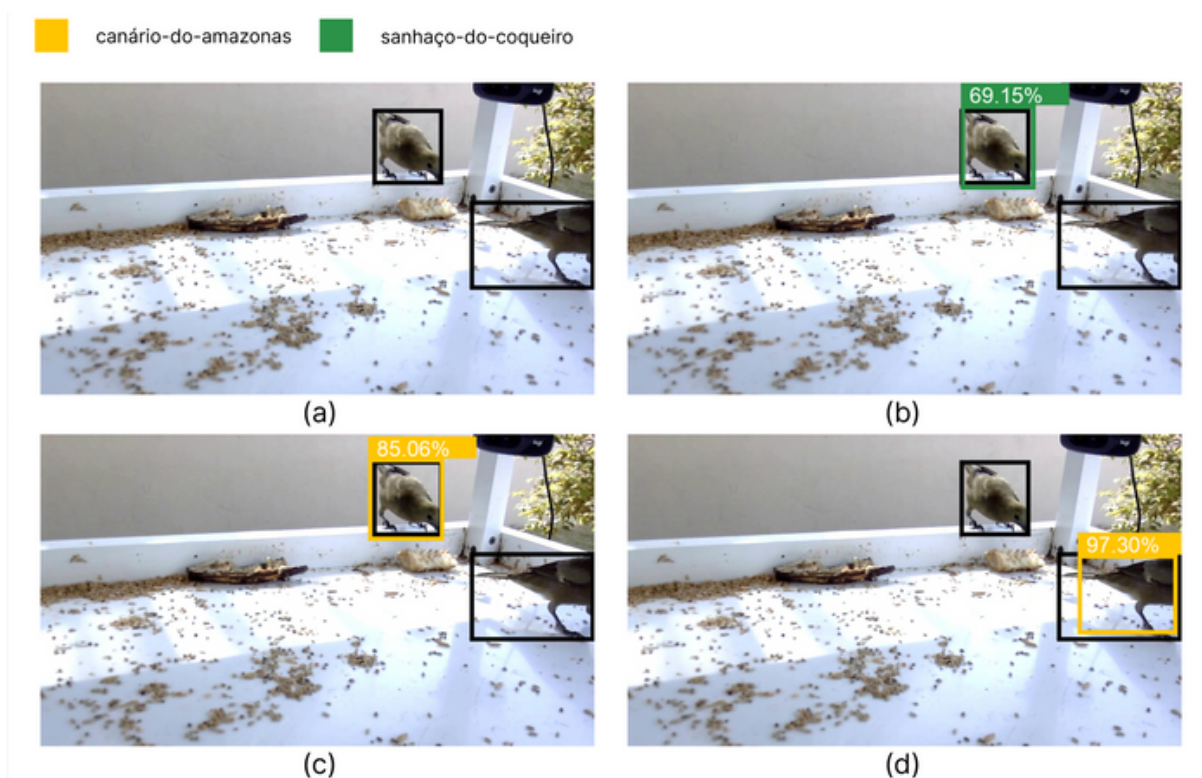 canário-do-amazonas sanhaço-do-coqueiro
69.15%
(a) (b)
85.06%
97.30%
(c) (d)